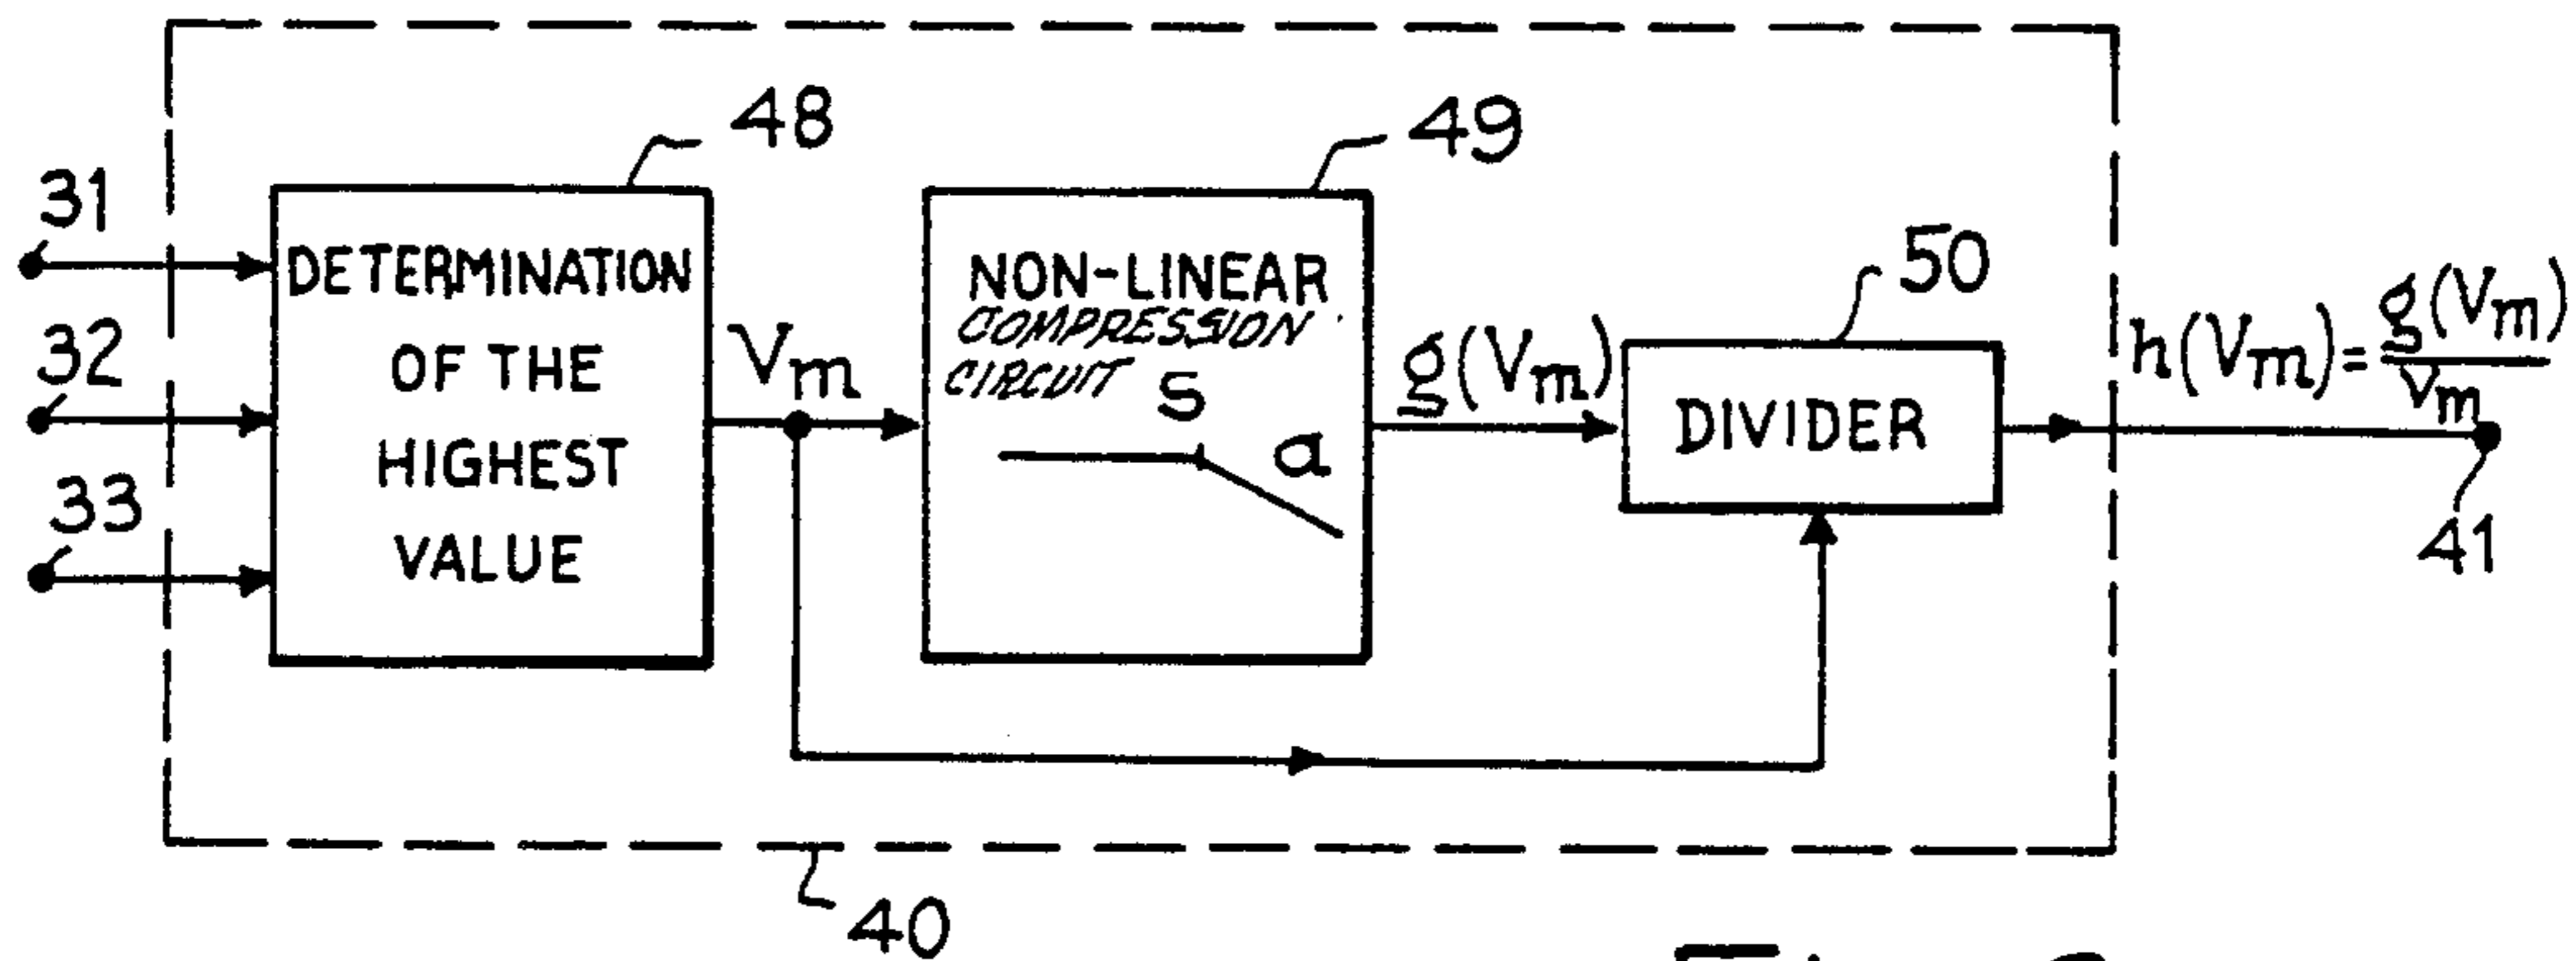 48
49
31
DETERMINATION
OF THE
HIGHEST
VALUE
32
33
Vm
NON-LINEAR
COMPRESSION
CIRCUIT
S
a
g(Vm)
50
DIVIDER
h(Vm)=g(Vm)/Vm
41
40